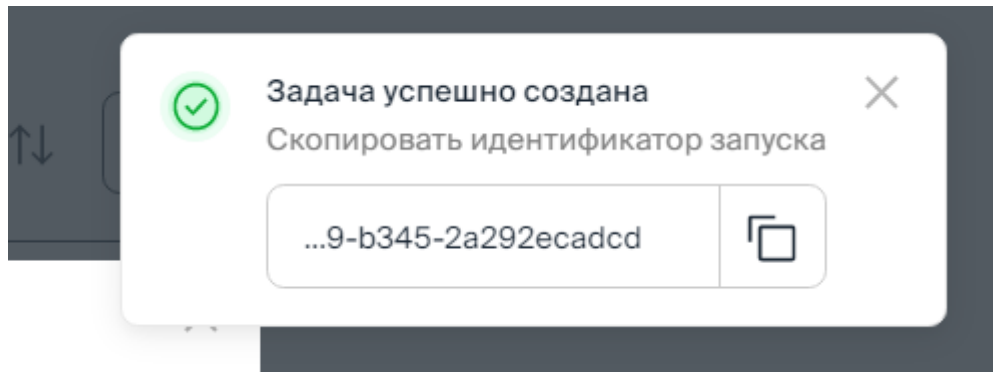 Задача успешно создана
Скопировать идентификатор запуска
...9-b345-2a292ecadcd